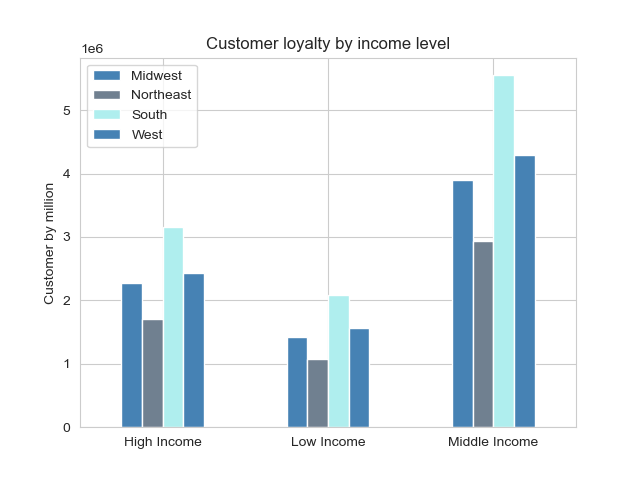 Customer loyalty by income level
1e6
Midwest
Northeast
South
West
5
4
3
2
1
0
Customer by million
High Income
Low Income
Middle Income